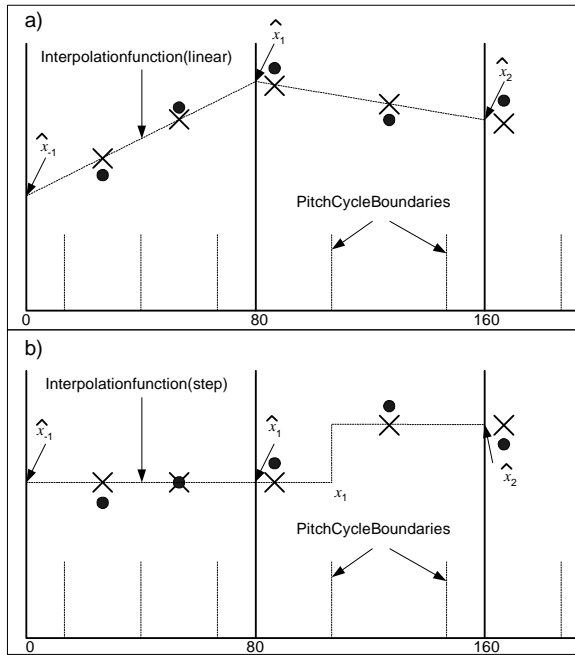 a)
x̂₁
Interpolationfunction(linear)
x̂₂
x̂₋₁
PitchCycleBoundaries
0 80 160
b)
Interpolationfunction(step)
x̂₋₁ x̂₁
x₁ x̂₂
PitchCycleBoundaries
0 80 160